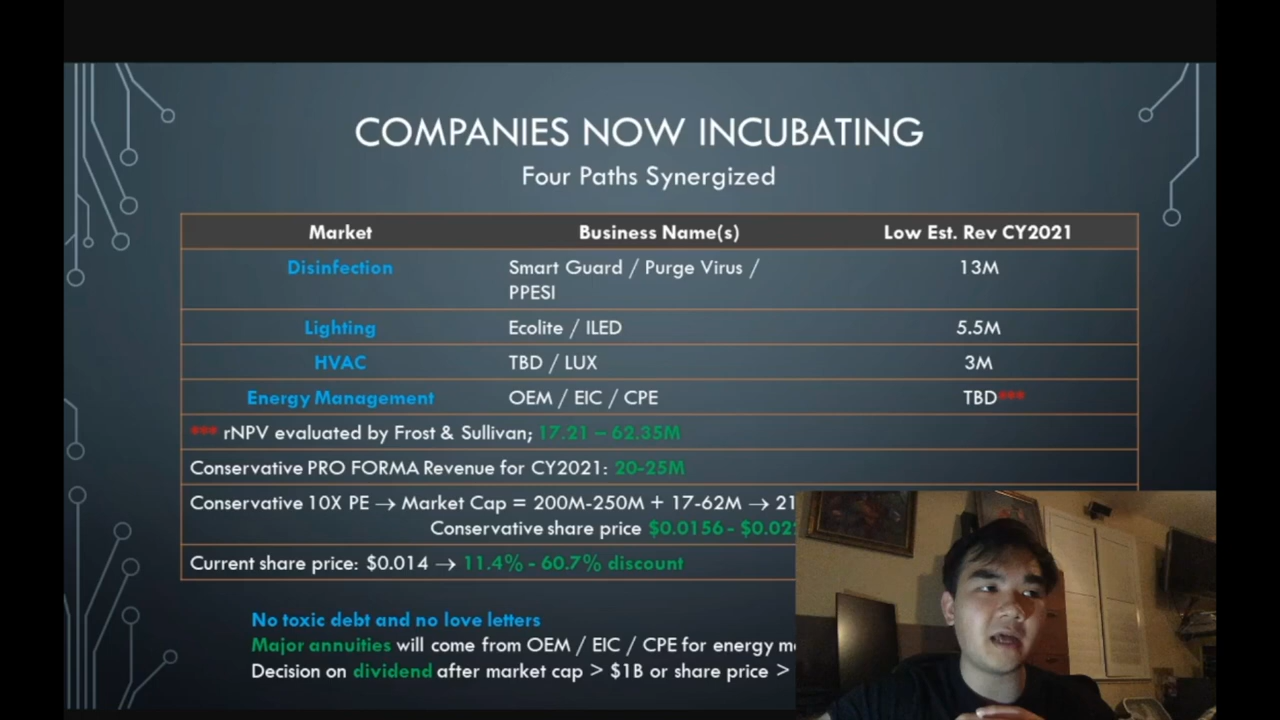 COMPANIES NOW INCUBATING
Four Paths Synergized
Market Business Name(s) Low Est. Rev CY2021
Disinfection Smart Guard / Purge Virus / 13M
PPESI
Lighting Ecolite / ILED 5.5M
HVAC TBD / LUX 3M
Energy Management OEM / EIC / CPE TBD***
*** rNPV evaluated by Frost & Sullivan; 17.21 – 62.35M
Conservative PRO FORMA Revenue for CY2021: 20-25M
Conservative 10X PE → Market Cap = 200M-250M + 17-62M → 21
Conservative share price $0.0156 - $0.02
Current share price: $0.014 → 11.4% - 60.7% discount
No toxic debt and no love letters
Major annuities will come from OEM / EIC / CPE for energy
Decision on dividend after market cap > $1B or share price >